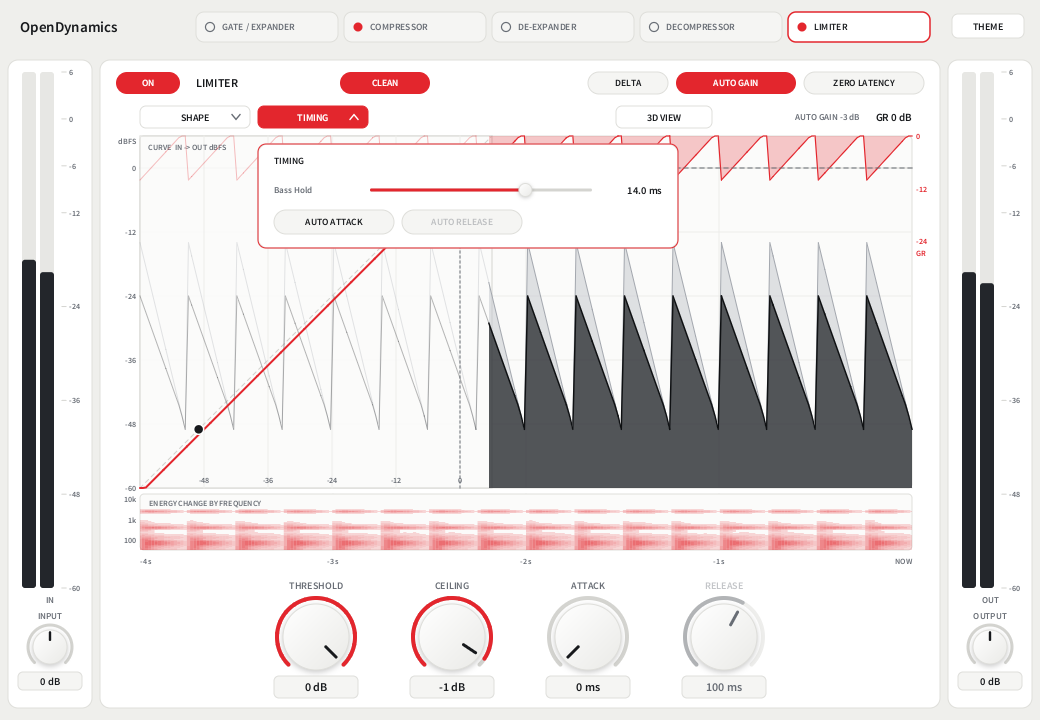 OpenDynamics
GATE / EXPANDER
COMPRESSOR
DE-EXPANDER
DECOMPRESSOR
LIMITER
THEME
ON
LIMITER
CLEAN
DELTA
AUTO GAIN
ZERO LATENCY
SHAPE
TIMING
3D VIEW
AUTO GAIN -3 dB
GR 0 dB
6
0
-6
-12
-24
-36
-48
-60
IN
INPUT
0 dB
dBFS
0
-12
-24
-36
-48
-60
CURVE IN -> OUT dBFS
TIMING
Bass Hold
14.0 ms
AUTO ATTACK
AUTO RELEASE
0
-12
-24
GR
-48
-36
-24
-12
0
10k
1k
100
ENERGY CHANGE BY FREQUENCY
-4s
-3s
-2s
-1s
NOW
THRESHOLD
CEILING
ATTACK
RELEASE
0 dB
-1 dB
0 ms
100 ms
6
0
-6
-12
-24
-36
-48
-60
OUT
OUTPUT
0 dB